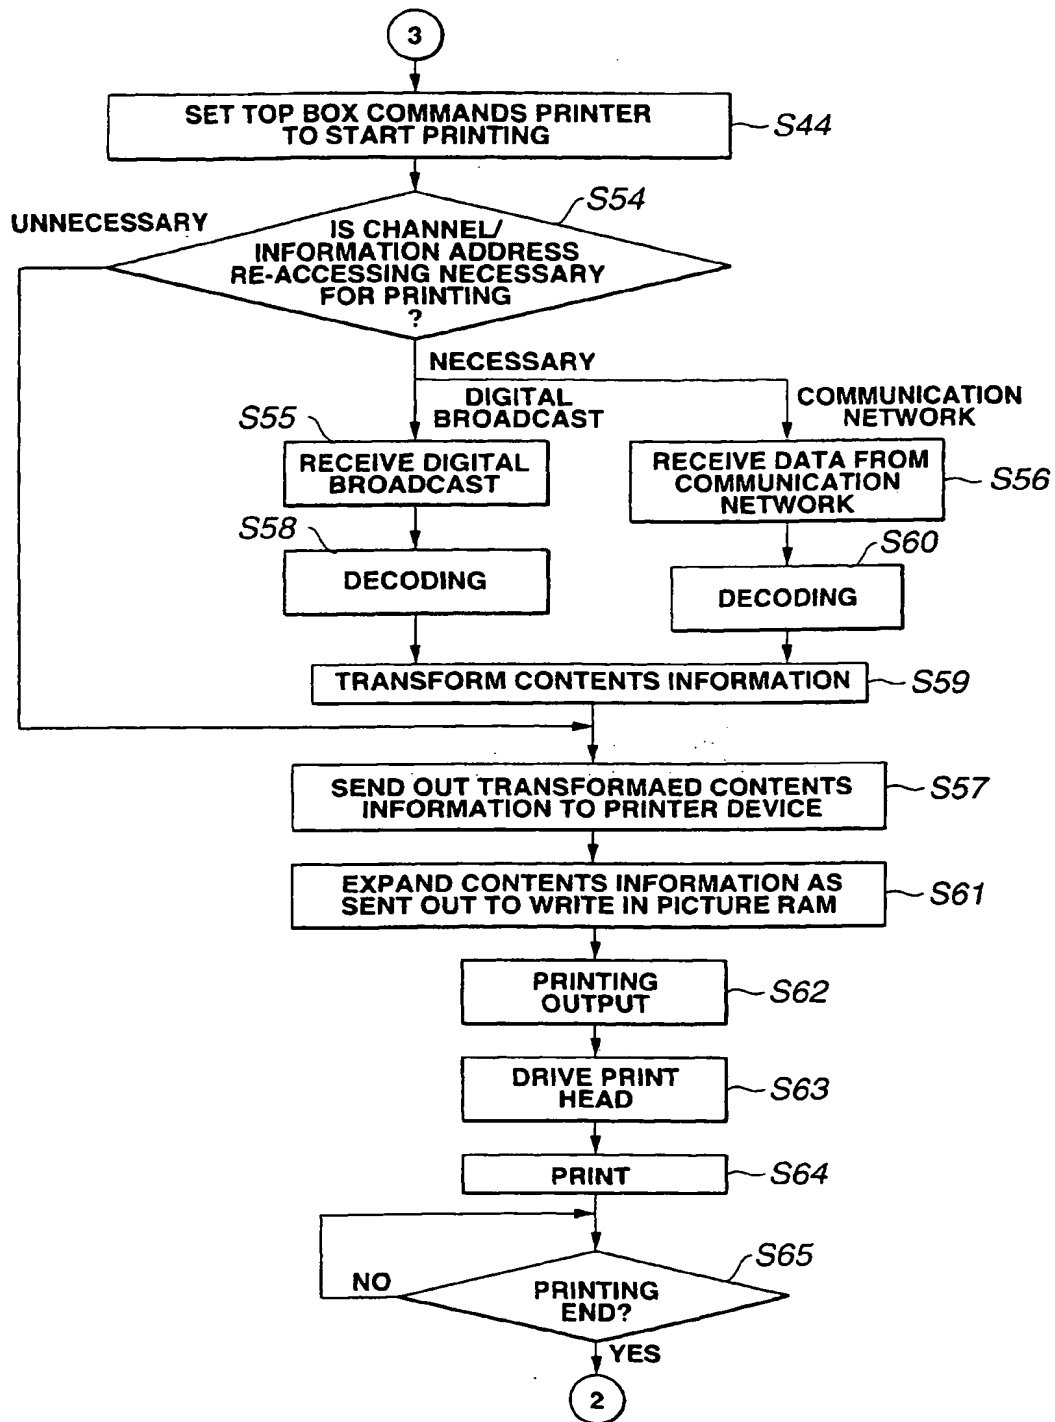 3
SET TOP BOX COMMANDS PRINTER
TO START PRINTING
S44
S54
UNNECESSARY
IS CHANNEL/
INFORMATION ADDRESS
RE-ACCESSING NECESSARY
FOR PRINTING
?
NECESSARY
DIGITAL
BROADCAST
COMMUNICATION
NETWORK
S55
RECEIVE DIGITAL
BROADCAST
RECEIVE DATA FROM
COMMUNICATION
NETWORK
S56
S58
DECODING
S60
DECODING
TRANSFORM CONTENTS INFORMATION
S59
SEND OUT TRANSFORMAED CONTENTS
INFORMATION TO PRINTER DEVICE
S57
EXPAND CONTENTS INFORMATION AS
SENT OUT TO WRITE IN PICTURE RAM
S61
PRINTING
OUTPUT
S62
DRIVE PRINT
HEAD
S63
PRINT
S64
S65
NO
PRINTING
END?
YES
2